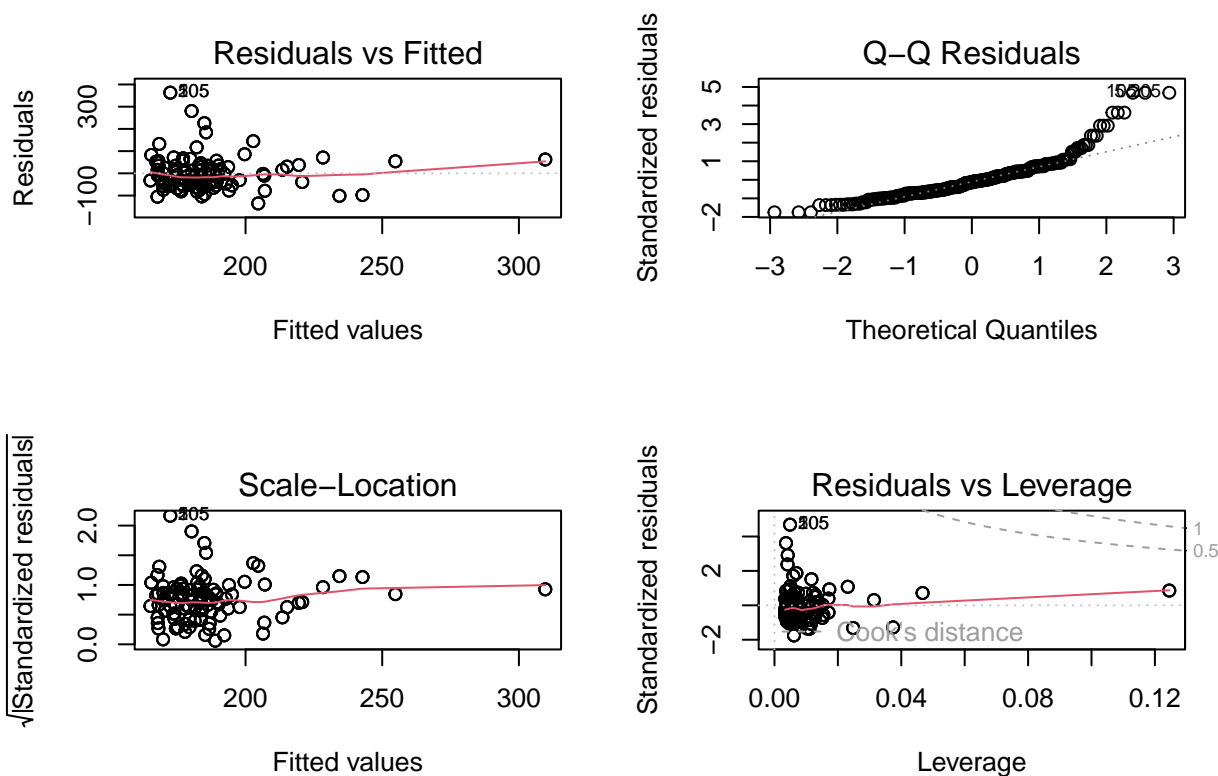 Residuals vs Fitted
Residuals
300
−100
205
200
250
300
Fitted values
Q−Q Residuals
Standardized residuals
5
3
1
−2
−3
−2
−1
0
1
2
3
Theoretical Quantiles
Scale−Location
√|Standardized residuals|
2.0
1.0
0.0
205
200
250
300
Fitted values
Residuals vs Leverage
Standardized residuals
2
−2
205
1
0.5
Cook's distance
0.00
0.04
0.08
0.12
Leverage